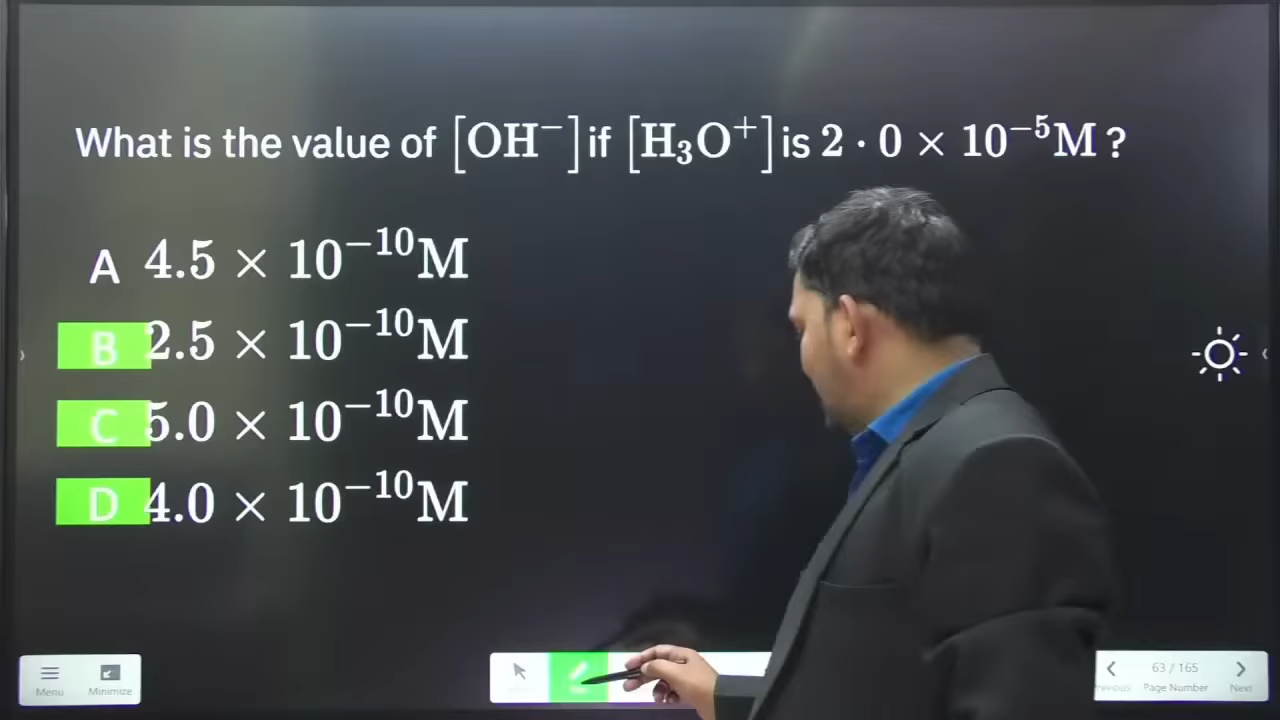 What is the value of [OH⁻] if [H₃O⁺] is 2 · 0 × 10⁻⁵M ?
A 4.5 × 10⁻¹⁰M
B 2.5 × 10⁻¹⁰M
C 5.0 × 10⁻¹⁰M
D 4.0 × 10⁻¹⁰M
Menu Minimize
63 / 165
Page Number Next